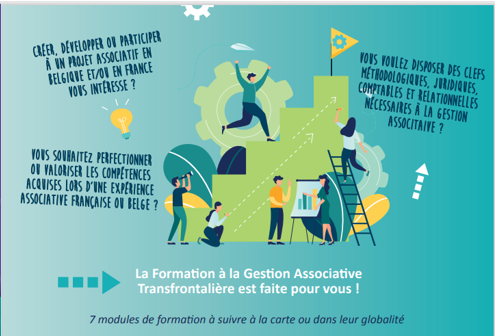 CRÉER, DÉVELOPPER OU PARTICIPER
À UN PROJET ASSOCIATIF EN
BELGIQUE ET/OU EN FRANCE
VOUS INTÉRESSE ?
VOUS VOULEZ DISPOSER DES CLEFS
MÉTHODOLOGIQUES, JURIDIQUES,
COMPTABLES ET RELATIONNELLES
NÉCESSAIRES À LA GESTION
ASSOCITAIVE ?
VOUS SOUHAITEZ PERFECTIONNER
OU VALORISER LES COMPÉTENCES
ACQUISES LORS D'UNE EXPÉRIENCE
ASSOCIATIVE FRANÇAISE OU BELGE ?
La Formation à la Gestion Associative
Transfrontalière est faite pour vous !
7 modules de formation à suivre à la carte ou dans leur globalité